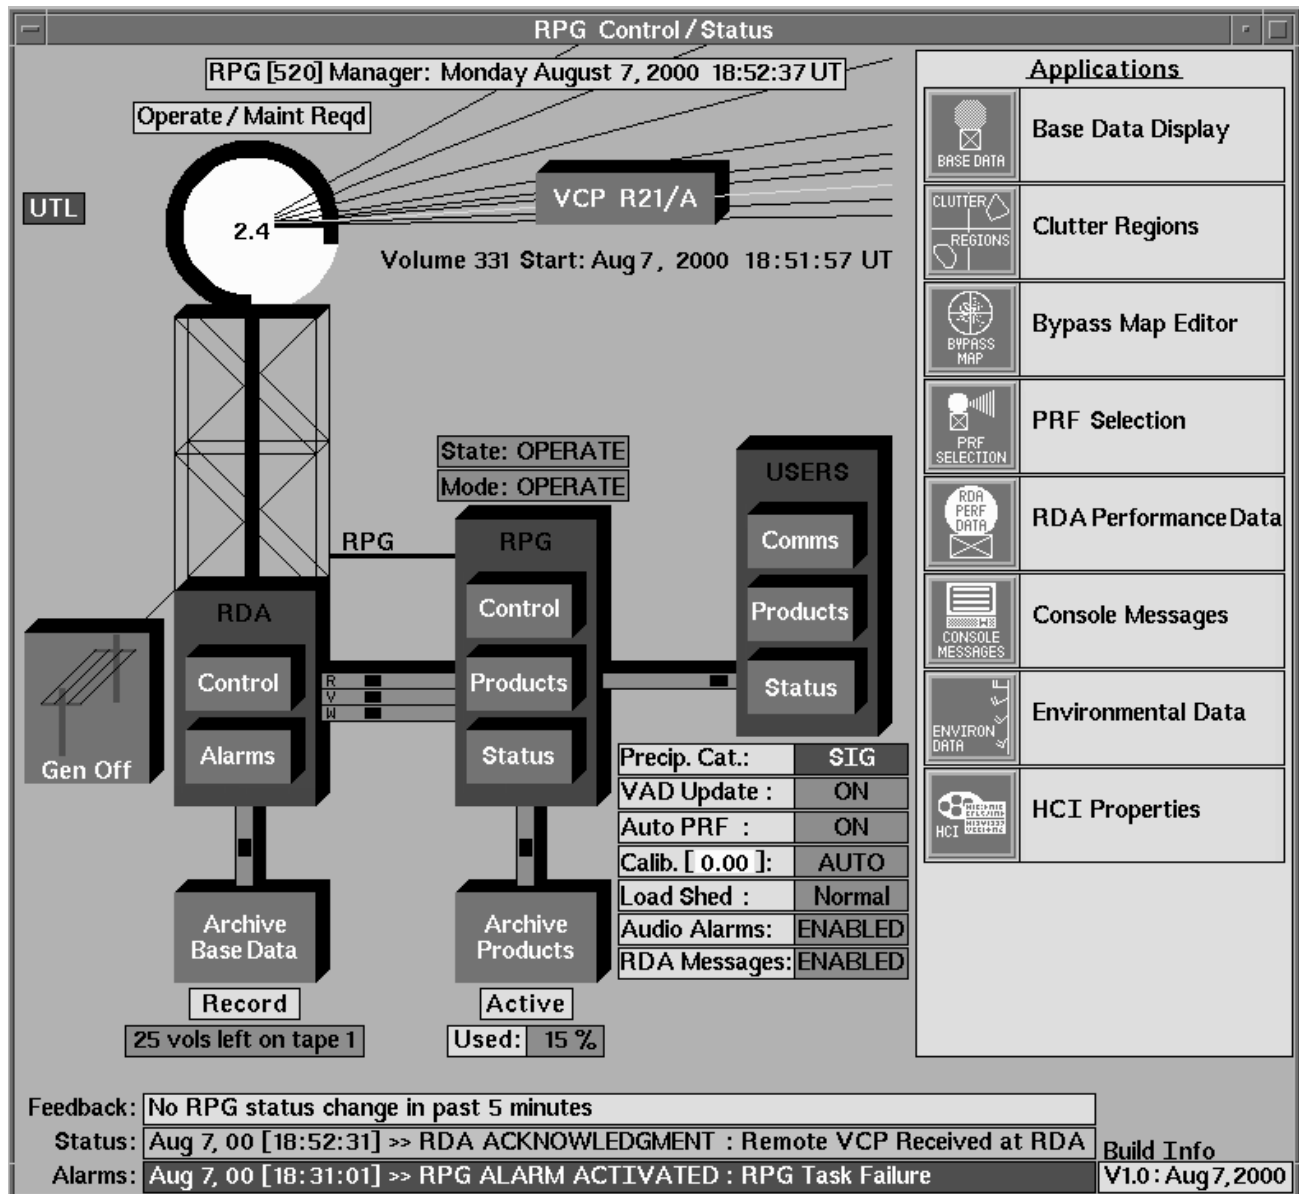 RPG Control/Status
RPG [520] Manager: Monday August 7, 2000 18:52:37 UT
Operate / Maint Reqd
UTL
2.4
VCP R21/A
Volume 331 Start: Aug 7, 2000 18:51:57 UT
State: OPERATE
Mode: OPERATE
RPG
RDA
Control
Alarms
Gen Off
R
V
W
RPG
Control
Products
Status
USERS
Comms
Products
Status
Archive
Base Data
Record
25 vols left on tape 1
Archive
Products
Active
Used: 15 %
Precip. Cat.: SIG
VAD Update : ON
Auto PRF : ON
Calib. [ 0.00 ]: AUTO
Load Shed : Normal
Audio Alarms: ENABLED
RDA Messages: ENABLED
Applications
BASE DATA
Base Data Display
CLUTTER
REGIONS
Clutter Regions
BYPASS
MAP
Bypass Map Editor
PRF
SELECTION
PRF Selection
RDA
PERF
DATA
RDA Performance Data
CONSOLE
MESSAGES
Console Messages
ENVIRON
DATA
Environmental Data
HCI
HCI Properties
Feedback: No RPG status change in past 5 minutes
Status: Aug 7, 00 [18:52:31] >> RDA ACKNOWLEDGMENT : Remote VCP Received at RDA
Alarms: Aug 7, 00 [18:31:01] >> RPG ALARM ACTIVATED : RPG Task Failure
Build Info
V1.0 : Aug 7, 2000